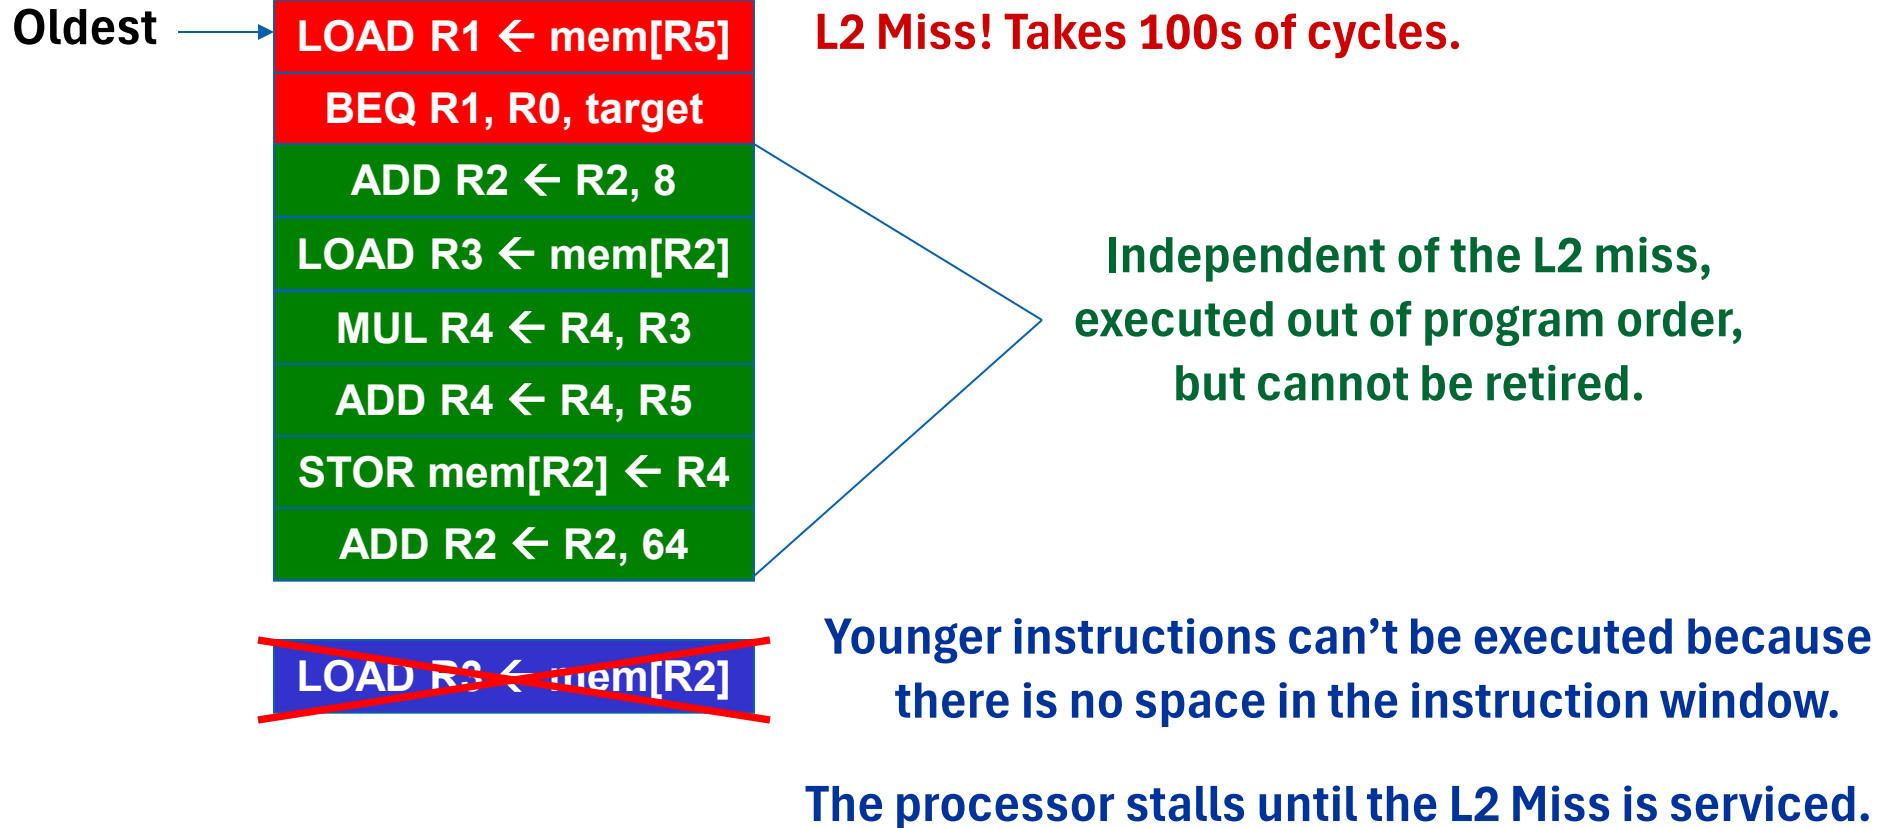 Oldest
LOAD R1 ← mem[R5]
L2 Miss! Takes 100s of cycles.
BEQ R1, R0, target
ADD R2 ← R2, 8
LOAD R3 ← mem[R2]
MUL R4 ← R4, R3
ADD R4 ← R4, R5
STOR mem[R2] ← R4
ADD R2 ← R2, 64
Independent of the L2 miss,
executed out of program order,
but cannot be retired.
LOAD R3 ← mem[R2]
Younger instructions can’t be executed because
there is no space in the instruction window.
The processor stalls until the L2 Miss is serviced.